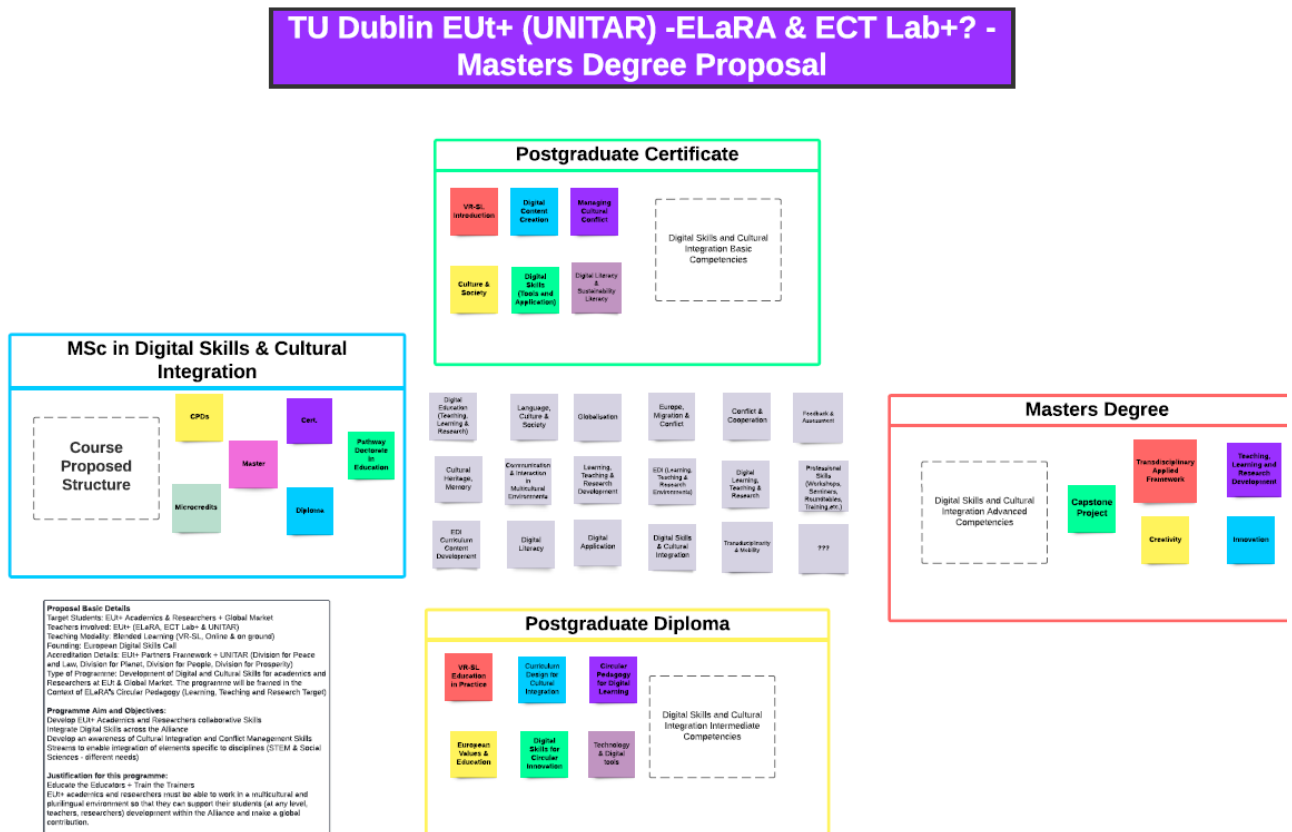 TU Dublin EUt+ (UNITAR) -ELaRA & ECT Lab+? -
Masters Degree Proposal
Postgraduate Certificate
VR-SL
Introduction
Digital
Content
Creation
Managing
Cultural
Conflict
Culture &
Society
Digital
Skills
(Tools and
Application)
Digital Literacy
&
Sustainability
Literacy
Digital Skills and Cultural
Integration Basic
Competencies
MSc in Digital Skills & Cultural
Integration
Course
Proposed
Structure
CPDs
Cert.
Master
Pathway
Doctorate
in
Education
Microcredits
Diploma
Digital
Education
(Teaching,
Learning &
Research)
Language,
Culture &
Society
Globalisation
Europe,
Migration &
Conflict
Conflict &
Cooperation
Feedback &
Assessment
Cultural
Heritage,
Memory
Communication
& Interaction
in
Multicultural
Environments
Learning,
Teaching &
Research
Development
EDI (Learning,
Teaching &
Research
Environments)
Digital
Learning,
Teaching &
Research
Professional
Skills
(Workshops,
Seminars,
Rountables,
Training,etc.)
EDI
Curriculum
Content
Development
Digital
Literacy
Digital
Application
Digital Skills
& Cultural
Integration
Transdisciplinarity
& Mobility
???
Masters Degree
Digital Skills and Cultural
Integration Advanced
Competencies
Capstone
Project
Transdisciplinary
Applied
Framework
Teaching,
Learning and
Research
Development
Creativity
Innovation
Proposal Basic Details
Target Students: EUt+ Academics & Researchers + Global Market
Teachers Involved: EUt+ (ELaRA, ECT Lab+ & UNITAR)
Teaching Modality: Blended Learning (VR-SL, Online & on ground)
Founding: European Digital Skills Call
Accreditation Details: EUt+ Partners Framework + UNITAR (Division for Peace
and Law, Division for Planet, Division for People, Division for Prosperity)
Type of Programme: Development of Digital and Cultural Skills for academics and
Researchers at EUt & Global Market. The programme will be framed in the
Context of ELaRA's Circular Pedagogy (Learning, Teaching and Research Target)
Programme Aim and Objectives:
Develop EUt+ Academics and Researchers collaborative Skills
Integrate Digital Skills across the Alliance
Develop an awareness of Cultural Integration and Conflict Management Skills
Streams to enable integration of elements specific to disciplines (STEM & Social
Sciences - different needs)
Justification for this programme:
Educate the Educators + Train the Trainers
EUt+ academics and researchers must be able to work in a multicultural and
plurilingual environment so that they can support their students (at any level,
teachers, researchers) development within the Alliance and make a global
contribution.
Postgraduate Diploma
VR-SL
Education
in Practice
Curriculum
Design for
Cultural
Integration
Circular
Pedagogy
for Digital
Learning
European
Values &
Education
Digital
Skills for
Circular
Innovation
Technology
& Digital
tools
Digital Skills and Cultural
Integration Intermediate
Competencies